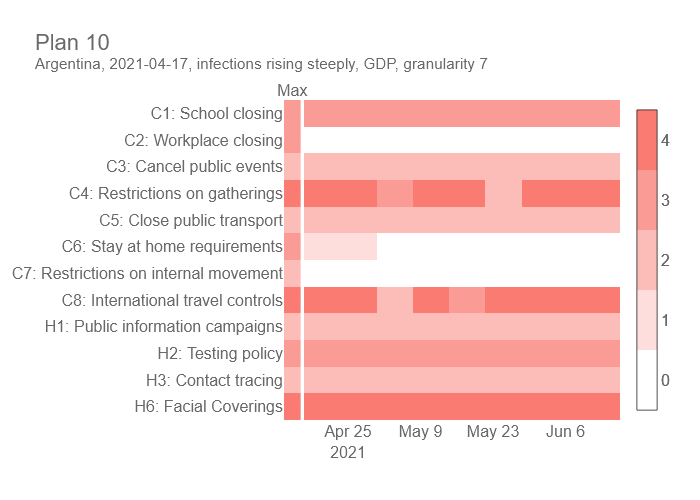 Plan 10
Argentina, 2021-04-17, infections rising steeply, GDP, granularity 7
Max
C1: School closing
C2: Workplace closing
C3: Cancel public events
C4: Restrictions on gatherings
C5: Close public transport
C6: Stay at home requirements
C7: Restrictions on internal movement
C8: International travel controls
H1: Public information campaigns
H2: Testing policy
H3: Contact tracing
H6: Facial Coverings
4
3
2
1
0
Apr 25 May 9 May 23 Jun 6
2021